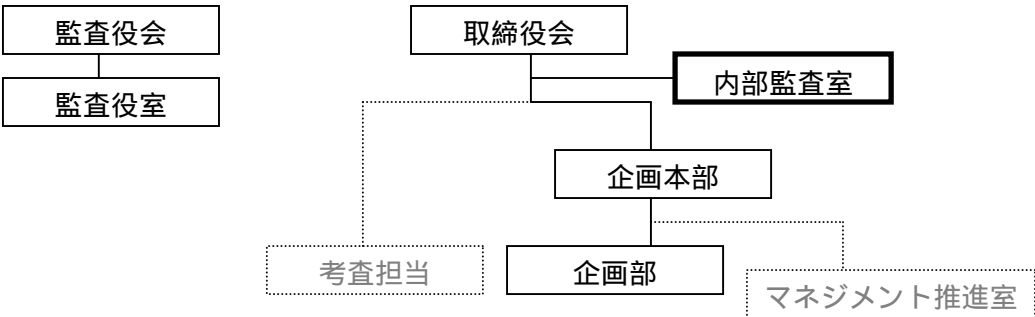 監査役会
取締役会
内部監査室
監査役室
企画本部
考査担当
企画部
マネジメント推進室